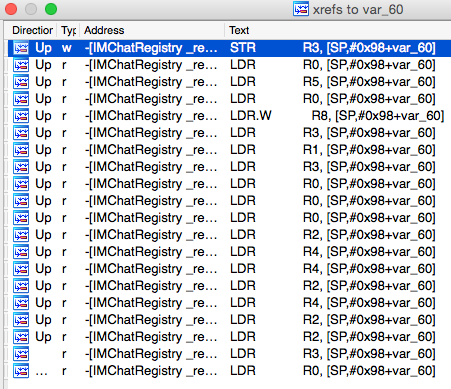 xrefs to var_60
Direction Typ Address Text
Up w -[IMChatRegistry _re… STR R3, [SP,#0x98+var_60]
Up r -[IMChatRegistry _re… LDR R0, [SP,#0x98+var_60]
Up r -[IMChatRegistry _re… LDR R5, [SP,#0x98+var_60]
Up r -[IMChatRegistry _re… LDR R0, [SP,#0x98+var_60]
Up r -[IMChatRegistry _re… LDR.W R8, [SP,#0x98+var_60]
Up r -[IMChatRegistry _re… LDR R3, [SP,#0x98+var_60]
Up r -[IMChatRegistry _re… LDR R1, [SP,#0x98+var_60]
Up r -[IMChatRegistry _re… LDR R3, [SP,#0x98+var_60]
Up r -[IMChatRegistry _re… LDR R0, [SP,#0x98+var_60]
Up r -[IMChatRegistry _re… LDR R0, [SP,#0x98+var_60]
Up r -[IMChatRegistry _re… LDR R2, [SP,#0x98+var_60]
Up r -[IMChatRegistry _re… LDR R4, [SP,#0x98+var_60]
Up r -[IMChatRegistry _re… LDR R4, [SP,#0x98+var_60]
Up r -[IMChatRegistry _re… LDR R2, [SP,#0x98+var_60]
Up r -[IMChatRegistry _re… LDR R4, [SP,#0x98+var_60]
Up r -[IMChatRegistry _re… LDR R2, [SP,#0x98+var_60]
Up r -[IMChatRegistry _re… LDR R2, [SP,#0x98+var_60]
r -[IMChatRegistry _re… LDR R3, [SP,#0x98+var_60]
… r -[IMChatRegistry _re… LDR R0, [SP,#0x98+var_60]